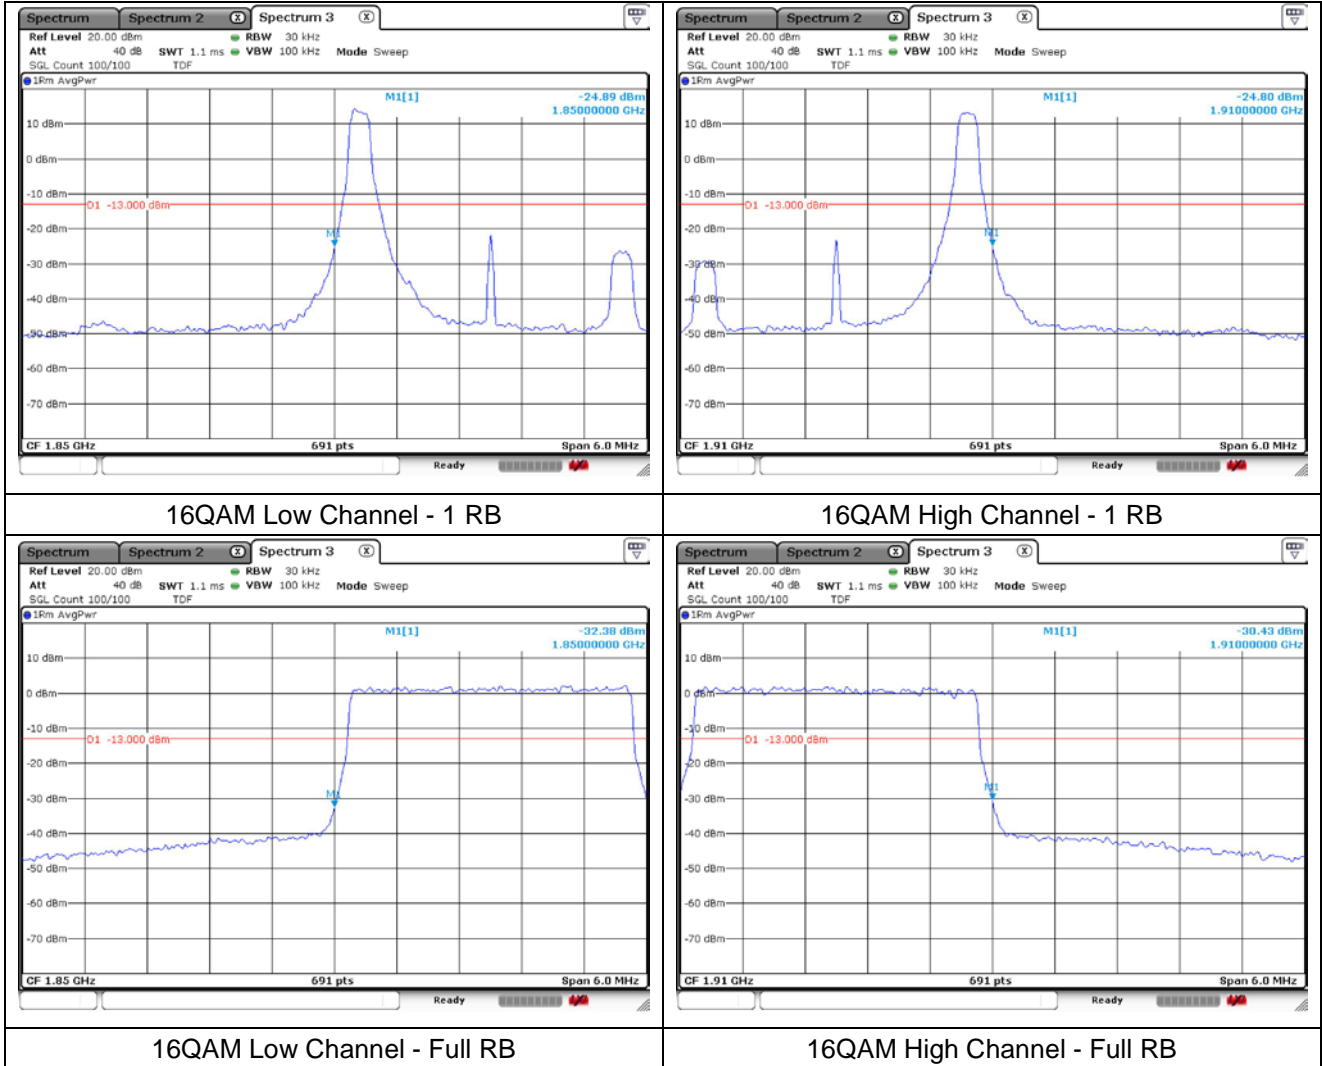 Spectrum Spectrum 2 X Spectrum 3 X
Ref Level 20.00 dBm RBW 30 kHz
Att 40 dB SWT 1.1 ms VBW 100 kHz Mode Sweep
SGL Count 100/100 TDF
1Rm AvgPwr
M1[1] -24.89 dBm
1.85000000 GHz
10 dBm
0 dBm
-10 dBm
D1 -13.000 dBm
-20 dBm
M1
-30 dBm
-40 dBm
-50 dBm
-60 dBm
-70 dBm
CF 1.85 GHz 691 pts Span 6.0 MHz
Ready
16QAM Low Channel - 1 RB
Spectrum Spectrum 2 X Spectrum 3 X
Ref Level 20.00 dBm RBW 30 kHz
Att 40 dB SWT 1.1 ms VBW 100 kHz Mode Sweep
SGL Count 100/100 TDF
1Rm AvgPwr
M1[1] -24.80 dBm
1.91000000 GHz
10 dBm
0 dBm
-10 dBm
D1 -13.000 dBm
-20 dBm
M1
-30 dBm
-40 dBm
-50 dBm
-60 dBm
-70 dBm
CF 1.91 GHz 691 pts Span 6.0 MHz
Ready
16QAM High Channel - 1 RB
Spectrum Spectrum 2 X Spectrum 3 X
Ref Level 20.00 dBm RBW 30 kHz
Att 40 dB SWT 1.1 ms VBW 100 kHz Mode Sweep
SGL Count 100/100 TDF
1Rm AvgPwr
M1[1] -32.38 dBm
1.85000000 GHz
10 dBm
0 dBm
-10 dBm
D1 -13.000 dBm
-20 dBm
-30 dBm
M1
-40 dBm
-50 dBm
-60 dBm
-70 dBm
CF 1.85 GHz 691 pts Span 6.0 MHz
Ready
16QAM Low Channel - Full RB
Spectrum Spectrum 2 X Spectrum 3 X
Ref Level 20.00 dBm RBW 30 kHz
Att 40 dB SWT 1.1 ms VBW 100 kHz Mode Sweep
SGL Count 100/100 TDF
1Rm AvgPwr
M1[1] -30.43 dBm
1.91000000 GHz
10 dBm
0 dBm
-10 dBm
D1 -13.000 dBm
-20 dBm
M1
-30 dBm
-40 dBm
-50 dBm
-60 dBm
-70 dBm
CF 1.91 GHz 691 pts Span 6.0 MHz
Ready
16QAM High Channel - Full RB